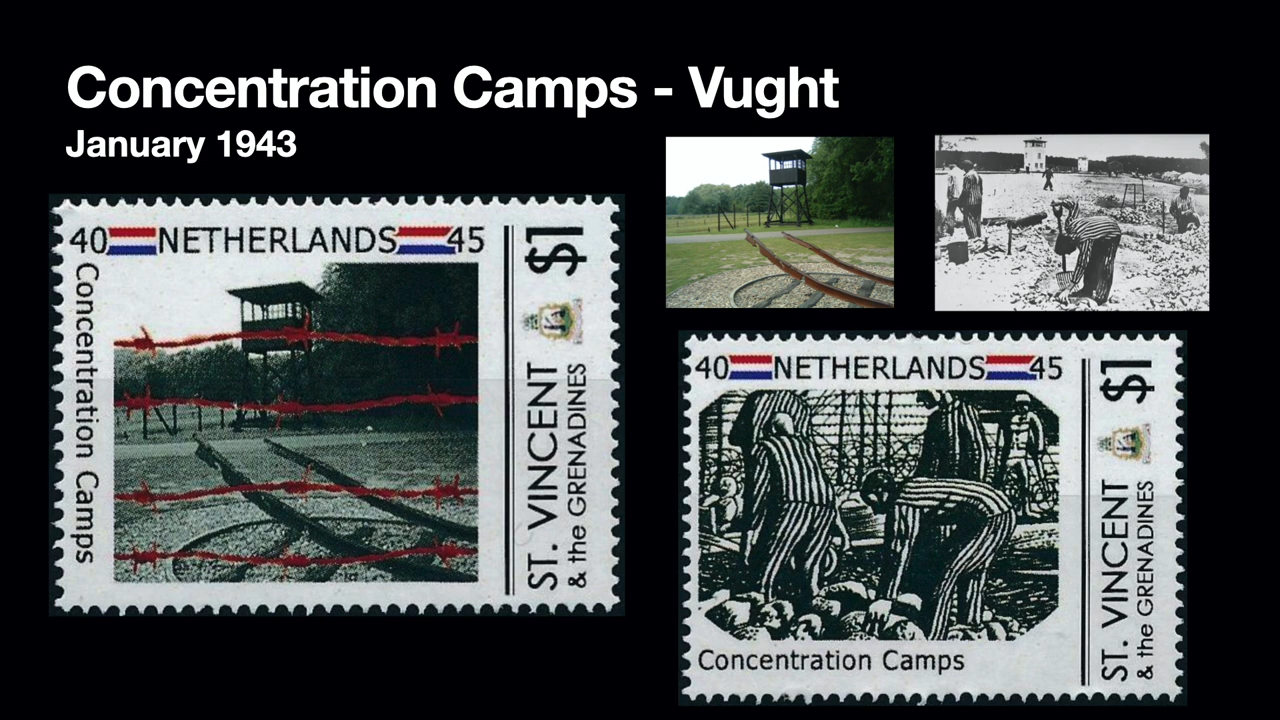 Concentration Camps - Vught
January 1943
40 NETHERLANDS 45
Concentration Camps
$1
ST. VINCENT
& the GRENADINES
40 NETHERLANDS 45
$1
ST. VINCENT
& the GRENADINES
Concentration Camps